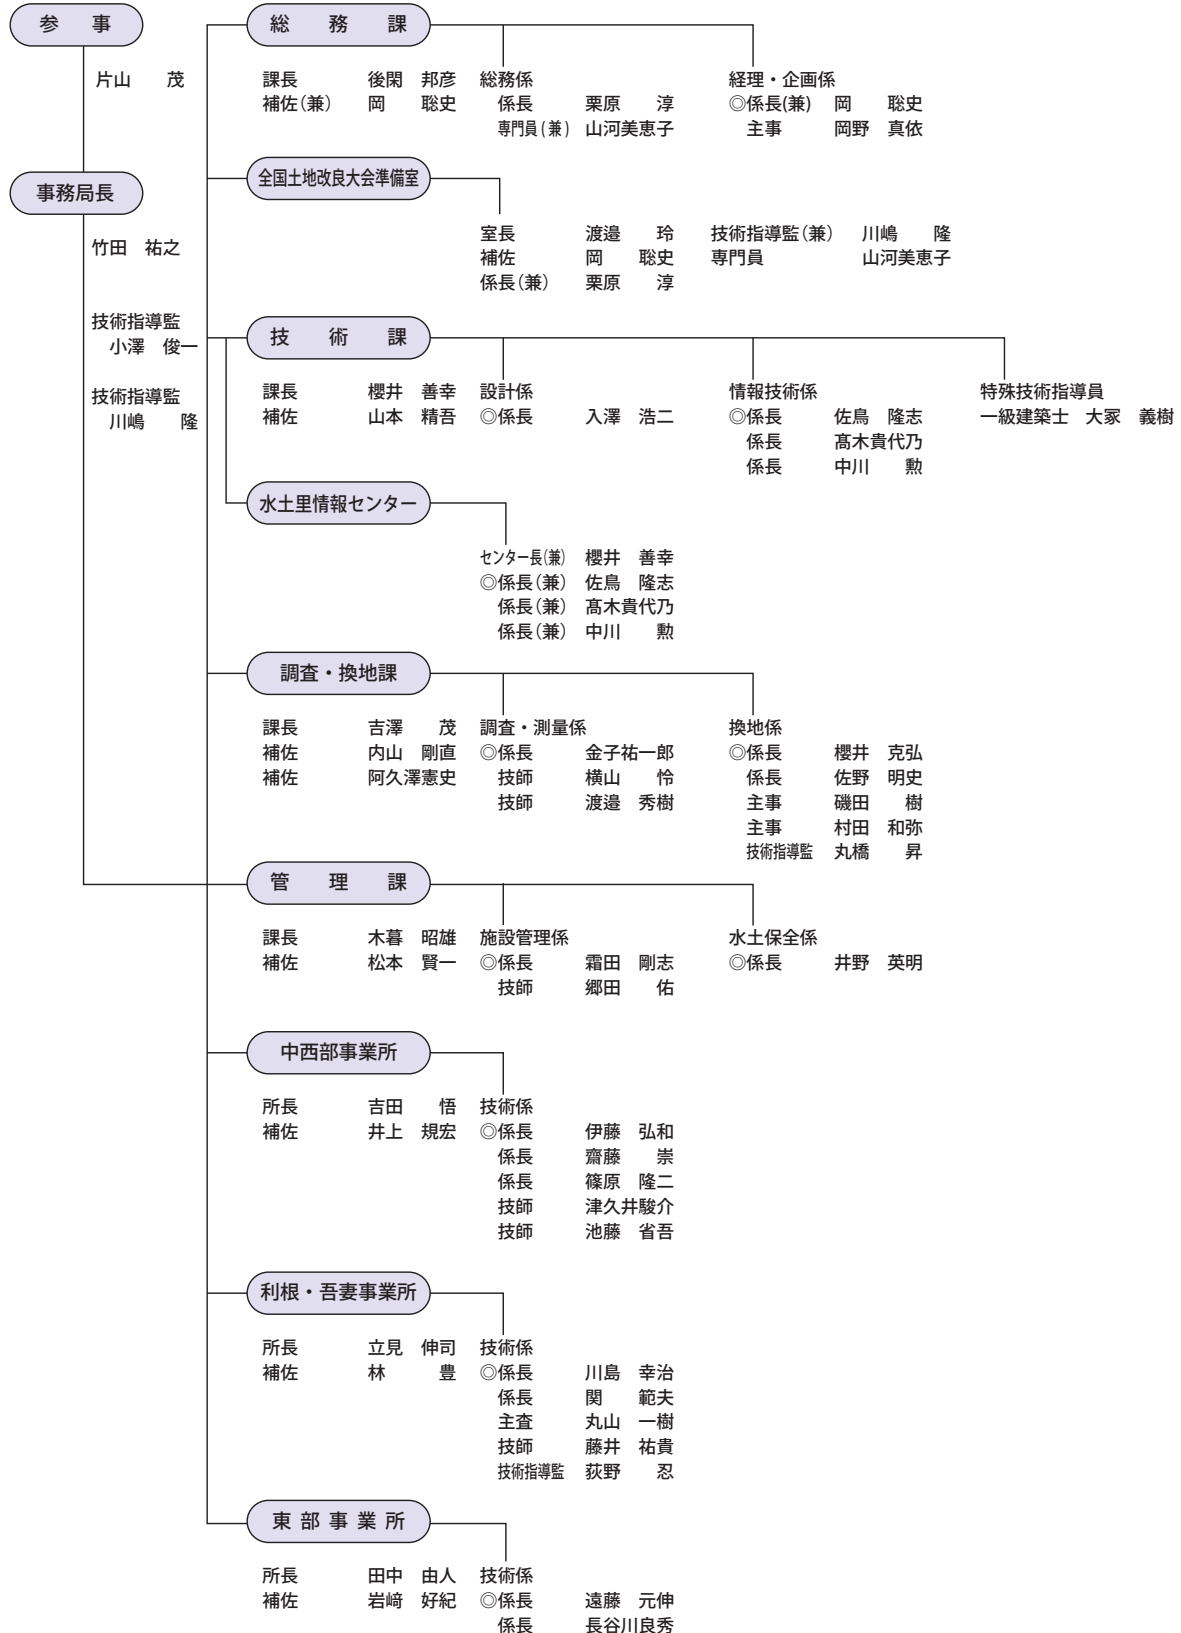 参　事
片山　　茂
事務局長
竹田　祐之
技術指導監
小澤　俊一
技術指導監
川嶋　　隆
総　務　課
課長　後閑　邦彦
補佐（兼）　岡　　聡史
総務係
係長　栗原　　淳
専門員（兼）　山河美恵子
経理・企画係
◎係長(兼)　岡　　聡史
主事　岡野　真依
全国土地改良大会準備室
室長　渡邉　　玲　技術指導監（兼）　川嶋　　隆
補佐　岡　　聡史　専門員　山河美恵子
係長（兼）　栗原　　淳
技　術　課
課長　櫻井　善幸
補佐　山本　精吾
設計係
◎係長　入澤　浩二
情報技術係
◎係長　佐鳥　隆志
係長　髙木貴代乃
係長　中川　　勲
特殊技術指導員
一級建築士　大冢　義樹
水土里情報センター
センター長（兼）　櫻井　善幸
◎係長（兼）　佐鳥　隆志
係長（兼）　髙木貴代乃
係長（兼）　中川　　勲
調査・換地課
課長　吉澤　　茂
補佐　内山　剛直
補佐　阿久澤憲史
調査・測量係
◎係長　金子祐一郎
技師　横山　　怜
技師　渡邉　秀樹
換地係
◎係長　櫻井　克弘
係長　佐野　明史
主事　磯田　　樹
主事　村田　和弥
技術指導監　丸橋　　昇
管　理　課
課長　木暮　昭雄
補佐　松本　賢一
施設管理係
◎係長　霜田　剛志
技師　郷田　　佑
水土保全係
◎係長　井野　英明
中西部事業所
所長　吉田　　悟
補佐　井上　規宏
技術係
◎係長　伊藤　弘和
係長　齋藤　　崇
係長　篠原　隆二
技師　津久井駿介
技師　池藤　省吾
利根・吾妻事業所
所長　立見　伸司
補佐　林　　　豊
技術係
◎係長　川島　幸治
係長　関　　範夫
主査　丸山　一樹
技師　藤井　祐貴
技術指導監　荻野　　忍
東部事業所
所長　田中　由人
補佐　岩﨑　好紀
技術係
◎係長　遠藤　元伸
係長　長谷川良秀